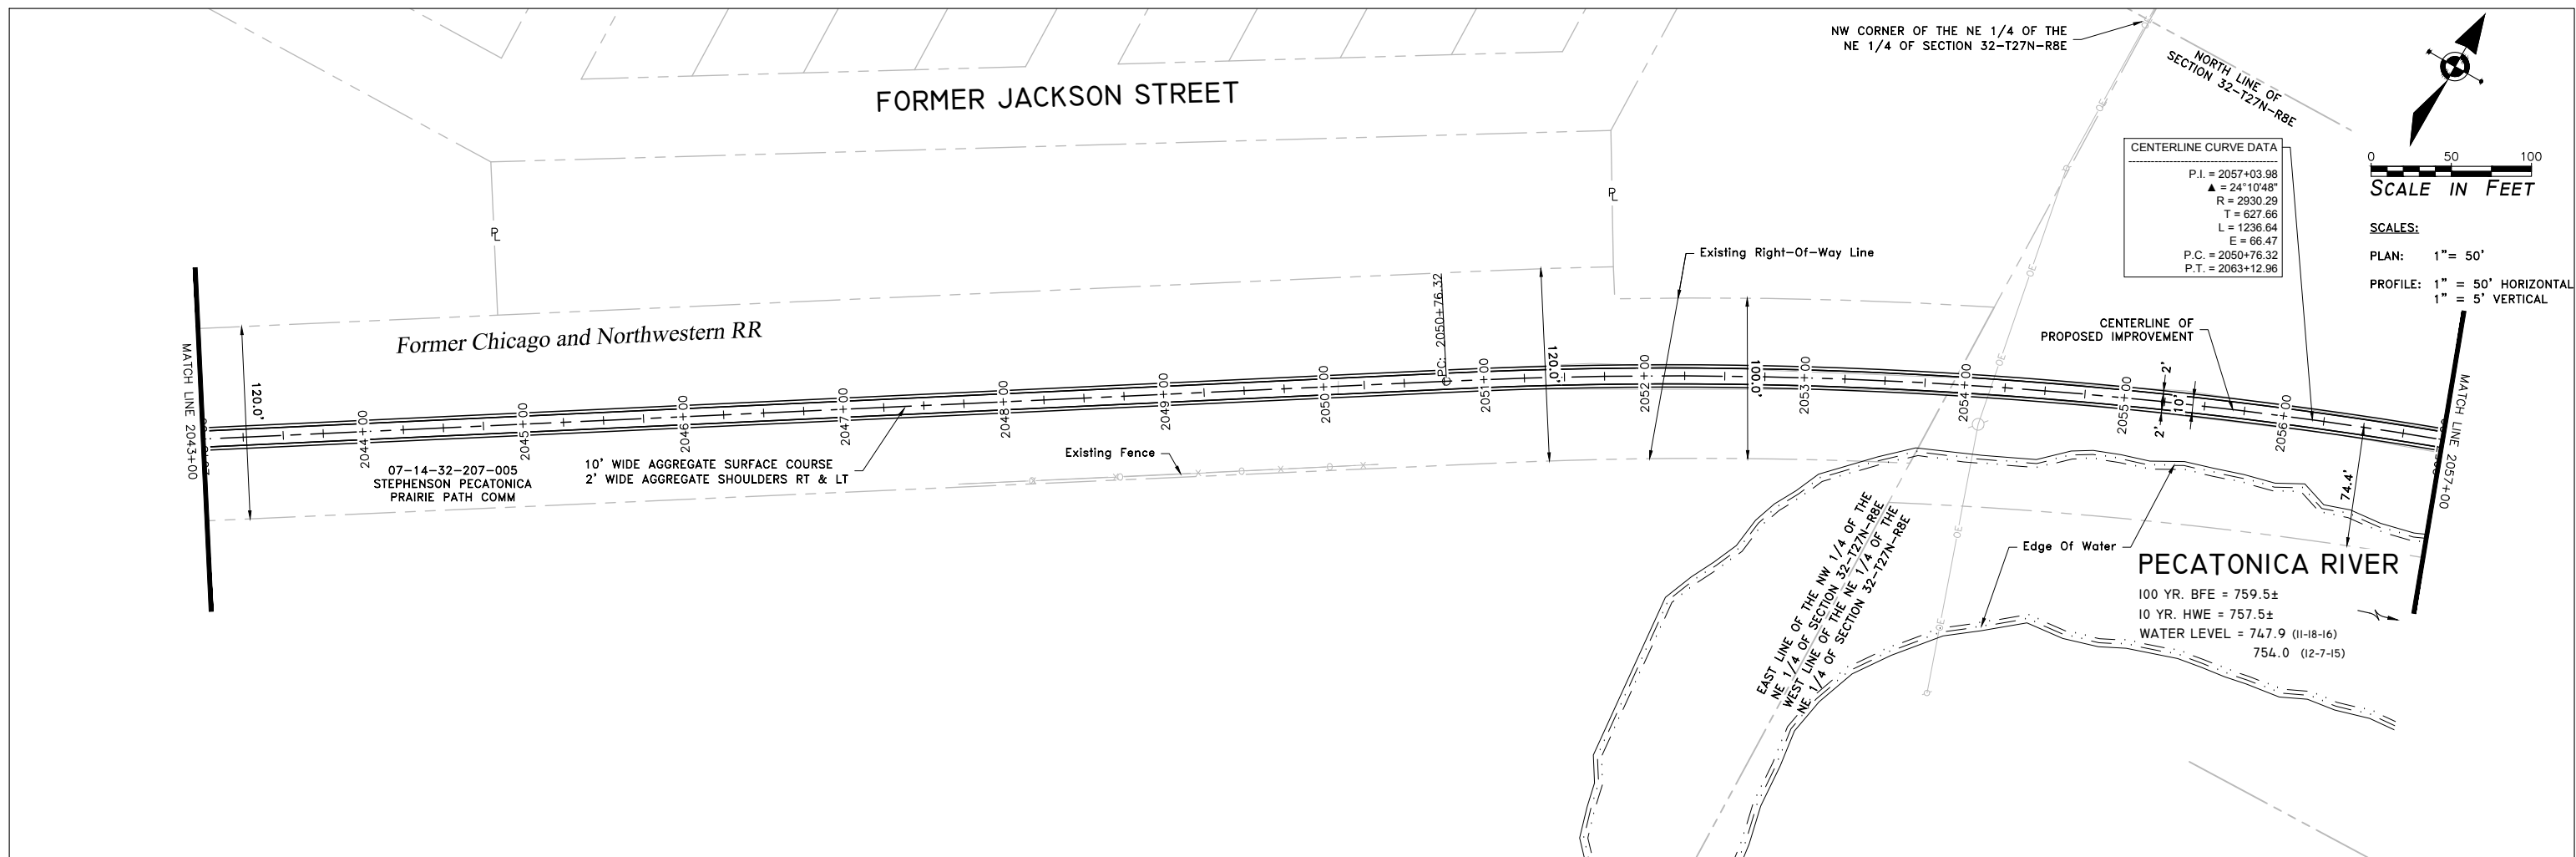 NW CORNER OF THE NE 1/4 OF THE
NE 1/4 OF SECTION 32-T27N-R8E
NORTH LINE OF
SECTION 32-T27N-R8E
FORMER JACKSON STREET
CENTERLINE CURVE DATA
P.I. = 2057+03.98
▲ = 24°10'48"
R = 2930.29
T = 627.66
L = 1236.64
E = 66.47
P.C. = 2050+76.32
P.T. = 2063+12.96
0 50 100
SCALE IN FEET
SCALES:
PLAN: 1"= 50'
PROFILE: 1" = 50' HORIZONTAL
1" = 5' VERTICAL
PL
PL
Existing Right-Of-Way Line
Former Chicago and Northwestern RR
P.C: 2050+76.32
CENTERLINE OF
PROPOSED IMPROVEMENT
MATCH LINE 2043+00
120.0'
2044+00
2045+00
2046+00
2047+00
2048+00
2049+00
2050+00
2051+00
120.0'
2052+00
100.0'
2053+00
2054+00
2055+00
2'
10'
2'
2056+00
MATCH LINE 2057+00
74.4'
07-14-32-207-005
STEPHENSON PECATONICA
PRAIRIE PATH COMM
10' WIDE AGGREGATE SURFACE COURSE
2' WIDE AGGREGATE SHOULDERS RT & LT
Existing Fence
X
X
X
OE
OE
OE
OE
OE
EAST LINE OF THE NW 1/4 OF THE
NE 1/4 OF SECTION 32-T27N-R8E
WEST LINE OF THE NE 1/4 OF THE
NE 1/4 OF SECTION 32-T27N-R8E
Edge Of Water
PECATONICA RIVER
100 YR. BFE = 759.5±
10 YR. HWE = 757.5±
WATER LEVEL = 747.9 (11-18-16)
754.0 (12-7-15)